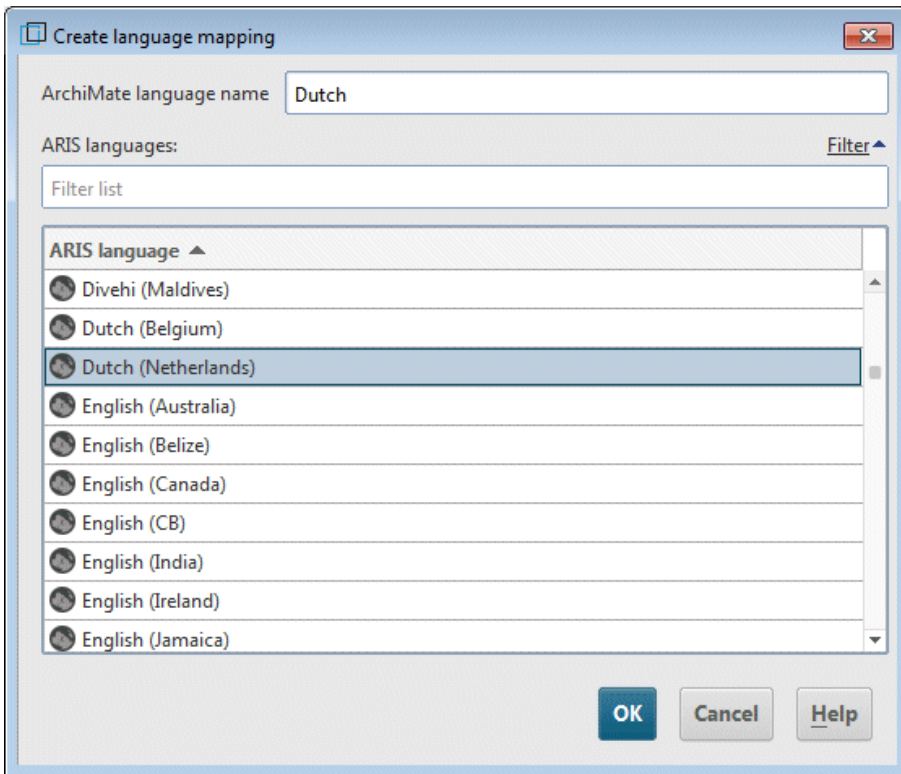 Create language mapping
ArchiMate language name Dutch
ARIS languages: Filter
Filter list
ARIS language
Divehi (Maldives)
Dutch (Belgium)
Dutch (Netherlands)
English (Australia)
English (Belize)
English (Canada)
English (CB)
English (India)
English (Ireland)
English (Jamaica)
OK Cancel Help